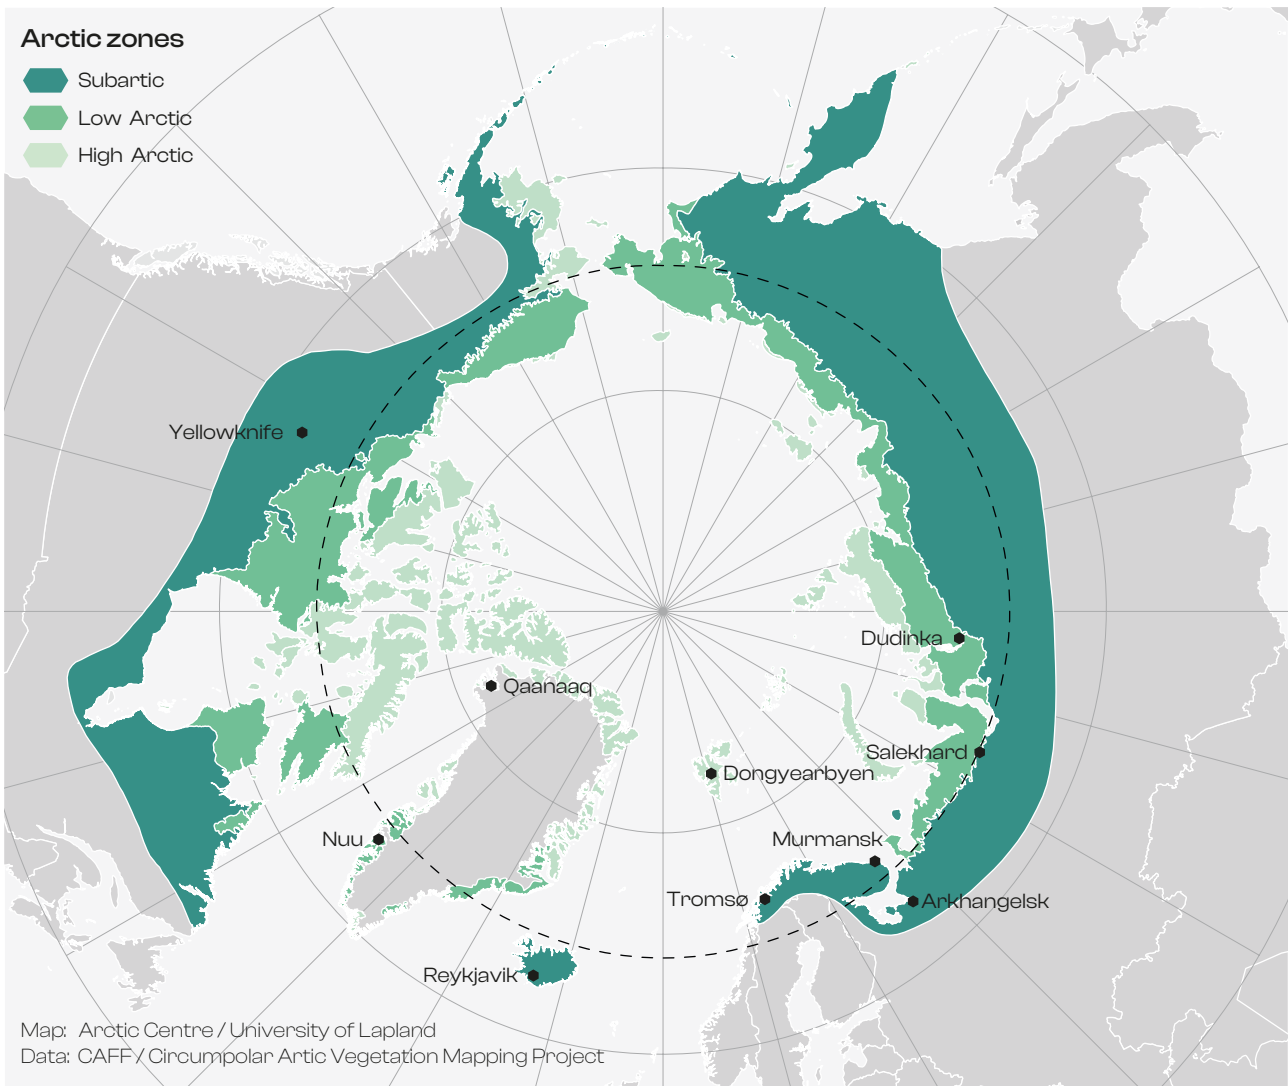 Arctic zones
Subartic
Low Arctic
High Arctic
Yellowknife
Dudinka
Qaanaaq
Salekhard
Dongyearbyen
Nuu
Murmansk
Tromsø
Arkhangelsk
Reykjavik
Map: Arctic Centre / University of Lapland
Data: CAFF / Circumpolar Artic Vegetation Mapping Project